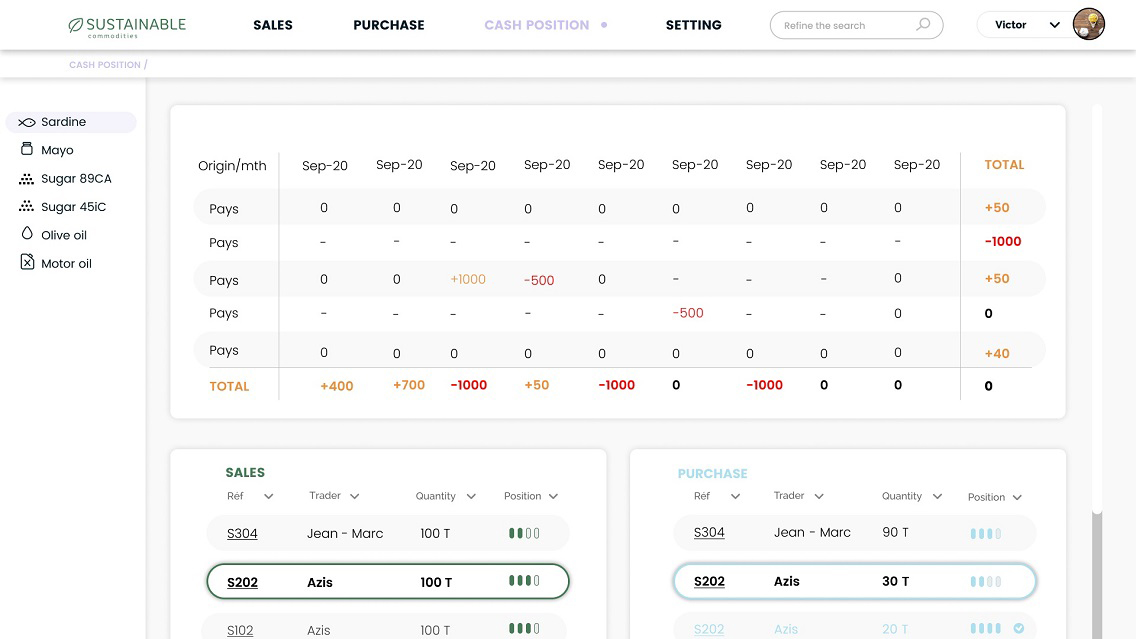 SUSTAINABLE
commodities
SALES PURCHASE CASH POSITION SETTING Refine the search Victor
CASH POSITION /
Sardine
Mayo
Sugar 89CA
Sugar 45iC
Olive oil
Motor oil
Origin/mth Sep-20 Sep-20 Sep-20 Sep-20 Sep-20 Sep-20 Sep-20 Sep-20 Sep-20 TOTAL
Pays 0 0 0 0 0 0 0 0 0 +50
Pays - - - - - - - - - -1000
Pays 0 0 +1000 -500 0 - - - 0 +50
Pays - - - - - -500 - - 0 0
Pays 0 0 0 0 0 0 0 0 0 +40
TOTAL +400 +700 -1000 +50 -1000 0 -1000 0 0 0
SALES
Réf Trader Quantity Position
S304 Jean - Marc 100 T
S202 Azis 100 T
S102 Azis 100 T
PURCHASE
Réf Trader Quantity Position
S304 Jean - Marc 90 T
S202 Azis 30 T
S202 Azis 20 T